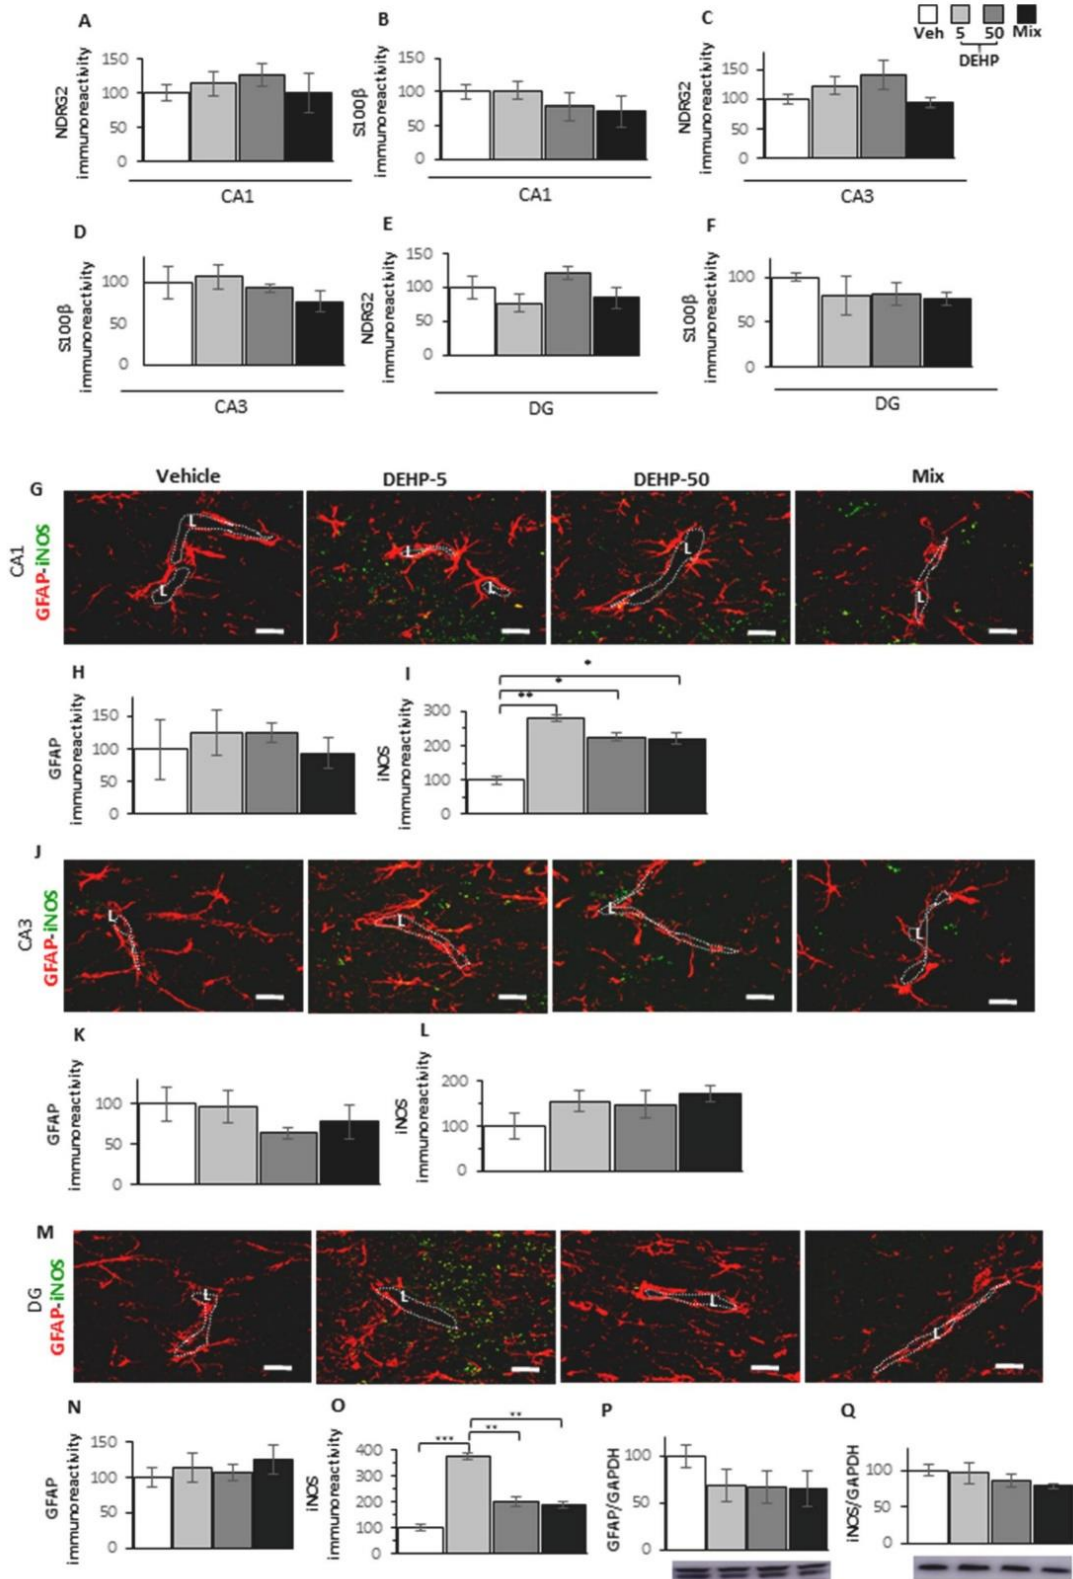 A
B
C
Veh 5 50 Mix
DEHP
NDRG2
immunoreactivity
150
100
50
0
CA1
S100β
immunoreactivity
150
100
50
0
CA1
NDRG2
immunoreactivity
150
100
50
0
CA3
D
E
F
S100β
immunoreactivity
100
50
0
CA3
NDRG2
immunoreactivity
150
100
50
0
DG
S100β
immunoreactivity
100
50
0
DG
Vehicle DEHP-5 DEHP-50 Mix
G
CA1
GFAP-iNOS
L
L
L
L
L
L
H
GFAP
immunoreactivity
150
100
50
0
I
iNOS
immunoreactivity
300
200
100
0
**
*
*
J
CA3
GFAP-iNOS
L
L
L
L
K
GFAP
immunoreactivity
100
50
0
L
iNOS
immunoreactivity
200
100
0
M
DG
GFAP-iNOS
L
L
L
L
N
GFAP
immunoreactivity
150
100
50
0
O
iNOS
immunoreactivity
400
300
200
100
0
***
**
**
P
GFAP/GAPDH
100
50
0
Q
iNOS/GAPDH
100
50
0